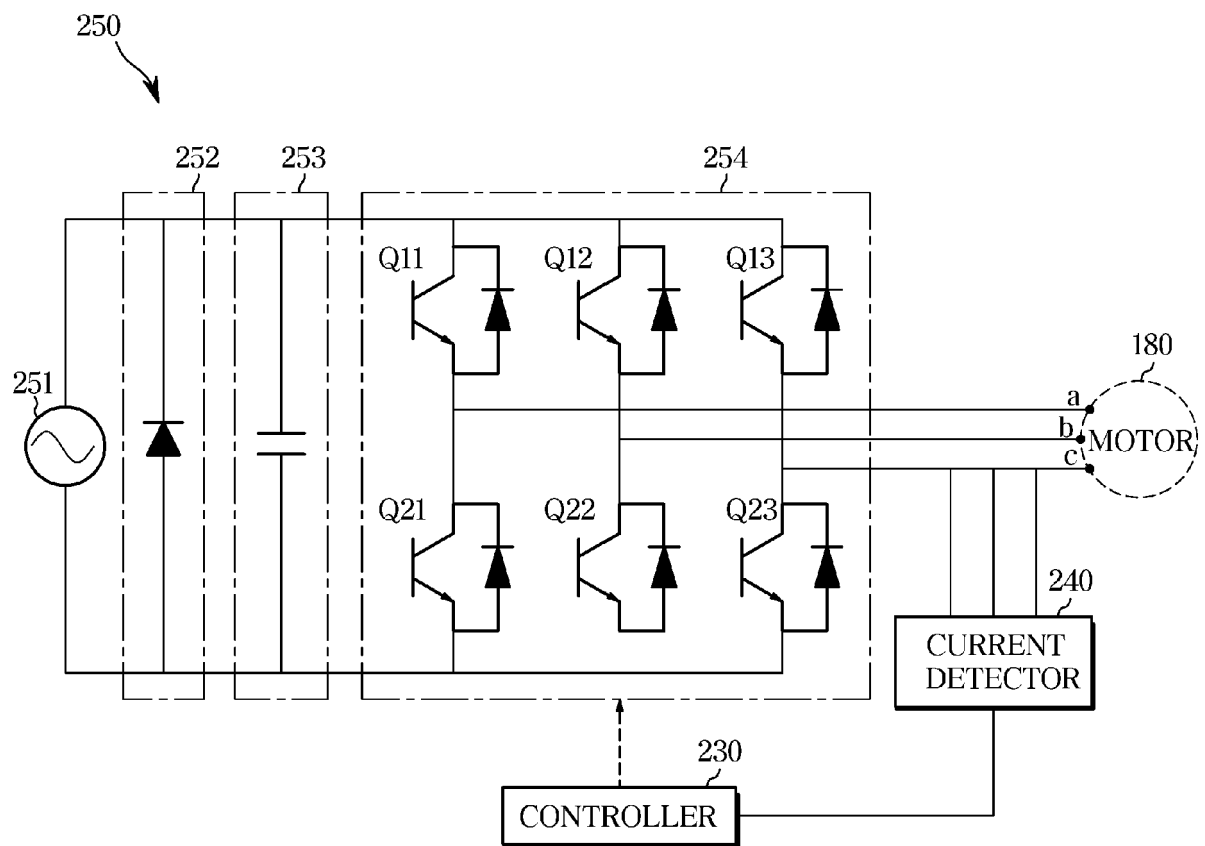 250
252
253
254
Q11
Q12
Q13
251
180
a
b
MOTOR
c
Q21
Q22
Q23
240
CURRENT
DETECTOR
230
CONTROLLER